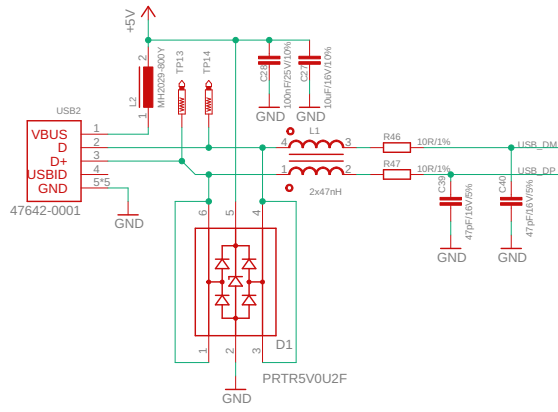 +5V
TP13
TP14
2
L2
1
MH2029-800Y
C28
100nF/25V/10%
C27
10uF/16V/10%
GND
GND
USB2
VBUS 1
D 2
D+ 3
USBID 4
GND 5*5
47642-0001
GND
L1
4
3
1
2
2x47nH
R46
10R/1%
USB_DM
R47
10R/1%
USB_DP
C39
47pF/16V/5%
C40
47pF/16V/5%
GND
GND
6
5
4
1
2
3
D1
PRTR5V0U2F
GND